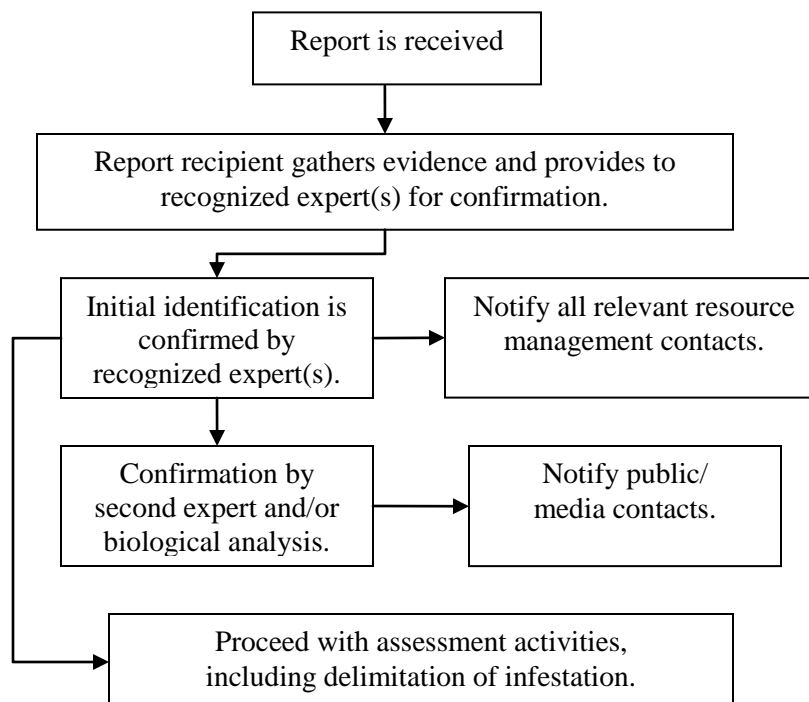 Report is received
Report recipient gathers evidence and provides to
recognized expert(s) for confirmation.
Initial identification is
confirmed by
recognized expert(s).
Notify all relevant resource
management contacts.
Confirmation by
second expert and/or
biological analysis.
Notify public/
media contacts.
Proceed with assessment activities,
including delimitation of infestation.